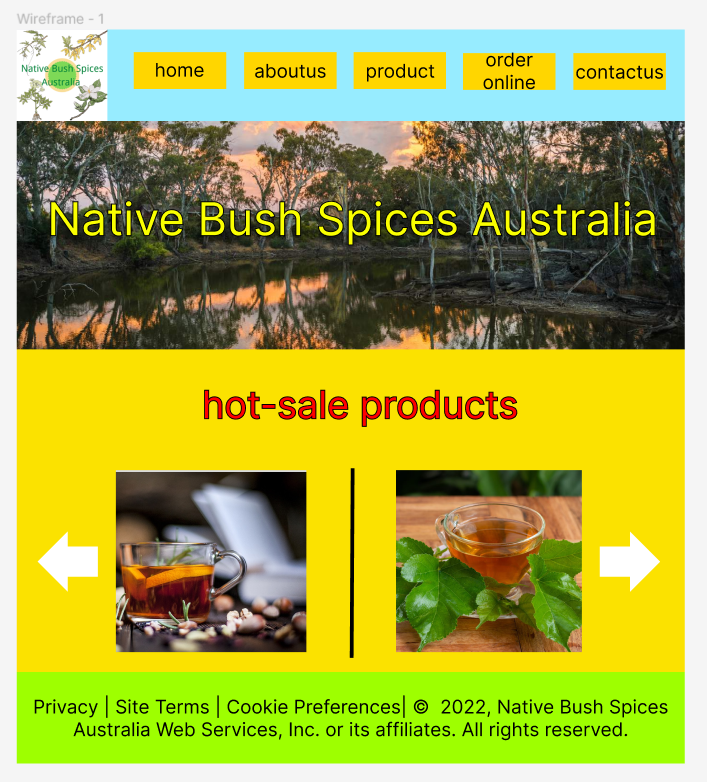 Wireframe - 1
Native Bush Spices
Australia
home
aboutus
product
order
online
contactus
Native Bush Spices Australia
hot-sale products
Privacy | Site Terms | Cookie Preferences| ©  2022, Native Bush Spices
Australia Web Services, Inc. or its affiliates. All rights reserved.